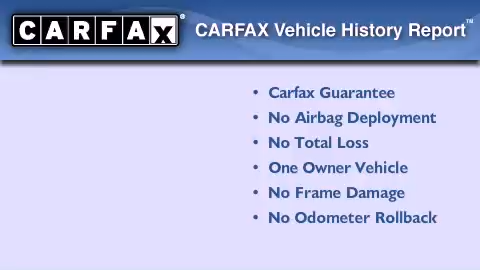 CARFAX® CARFAX Vehicle History Report™
• Carfax Guarantee
• No Airbag Deployment
• No Total Loss
• One Owner Vehicle
• No Frame Damage
• No Odometer Rollback